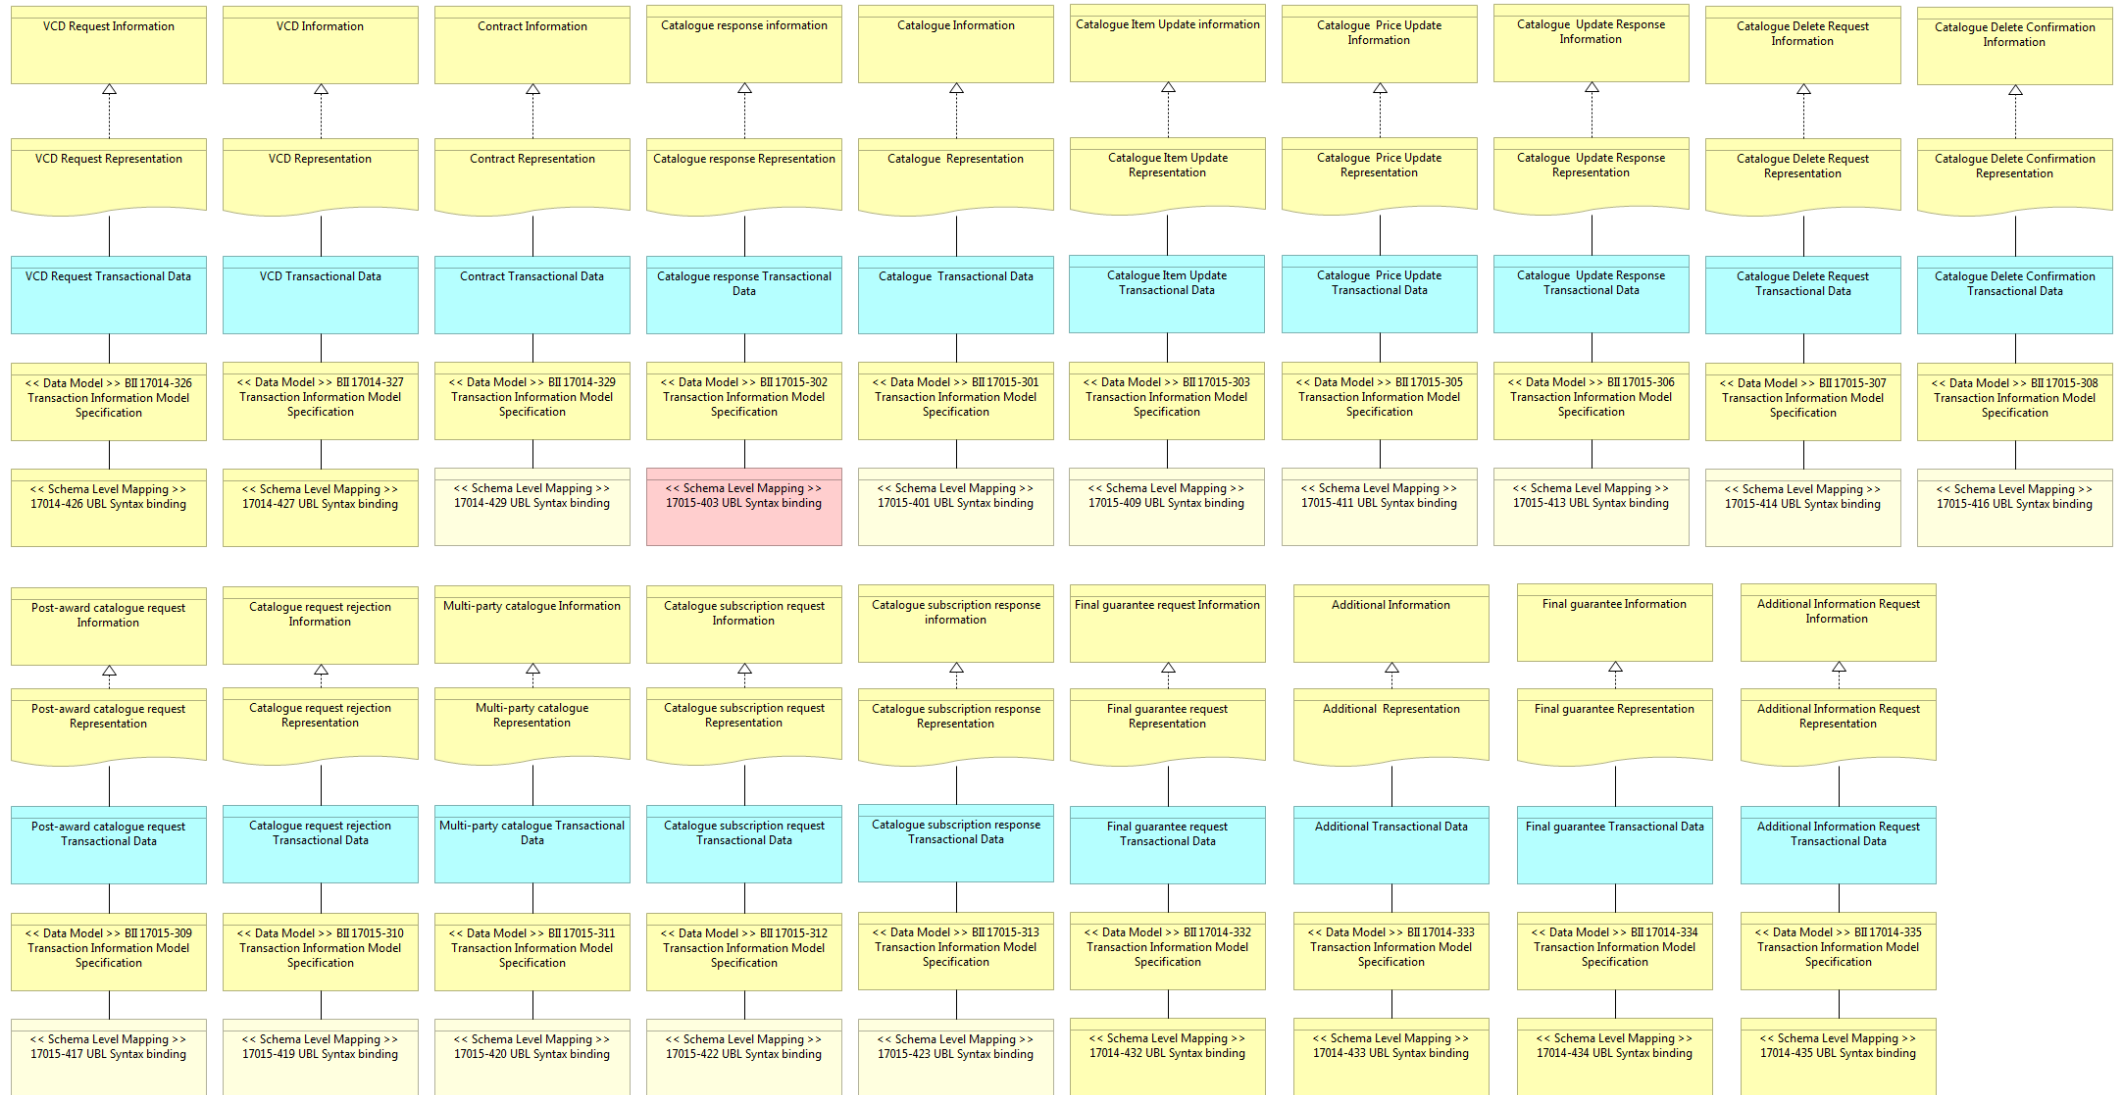 VCD Request Information
VCD Information
Contract Information
Catalogue response information
Catalogue Information
Catalogue Item Update information
Catalogue Price Update
Information
Catalogue Update Response
Information
Catalogue Delete Request
Information
Catalogue Delete Confirmation
Information
VCD Request Representation
VCD Representation
Contract Representation
Catalogue response Representation
Catalogue Representation
Catalogue Item Update
Representation
Catalogue Price Update
Representation
Catalogue Update Response
Representation
Catalogue Delete Request
Representation
Catalogue Delete Confirmation
Representation
VCD Request Transactional Data
VCD Transactional Data
Contract Transactional Data
Catalogue response Transactional
Data
Catalogue Transactional Data
Catalogue Item Update
Transactional Data
Catalogue Price Update
Transactional Data
Catalogue Update Response
Transactional Data
Catalogue Delete Request
Transactional Data
Catalogue Delete Confirmation
Transactional Data
<< Data Model >> BII 17014-326
Transaction Information Model
Specification
<< Data Model >> BII 17014-327
Transaction Information Model
Specification
<< Data Model >> BII 17014-329
Transaction Information Model
Specification
<< Data Model >> BII 17015-302
Transaction Information Model
Specification
<< Data Model >> BII 17015-301
Transaction Information Model
Specification
<< Data Model >> BII 17015-303
Transaction Information Model
Specification
<< Data Model >> BII 17015-305
Transaction Information Model
Specification
<< Data Model >> BII 17015-306
Transaction Information Model
Specification
<< Data Model >> BII 17015-307
Transaction Information Model
Specification
<< Data Model >> BII 17015-308
Transaction Information Model
Specification
<< Schema Level Mapping >>
17014-426 UBL Syntax binding
<< Schema Level Mapping >>
17014-427 UBL Syntax binding
<< Schema Level Mapping >>
17014-429 UBL Syntax binding
<< Schema Level Mapping >>
17015-403 UBL Syntax binding
<< Schema Level Mapping >>
17015-401 UBL Syntax binding
<< Schema Level Mapping >>
17015-409 UBL Syntax binding
<< Schema Level Mapping >>
17015-411 UBL Syntax binding
<< Schema Level Mapping >>
17015-413 UBL Syntax binding
<< Schema Level Mapping >>
17015-414 UBL Syntax binding
<< Schema Level Mapping >>
17015-416 UBL Syntax binding
Post-award catalogue request
Information
Catalogue request rejection
Information
Multi-party catalogue Information
Catalogue subscription request
Information
Catalogue subscription response
information
Final guarantee request Information
Additional Information
Final guarantee Information
Additional Information Request
Information
Post-award catalogue request
Representation
Catalogue request rejection
Representation
Multi-party catalogue
Representation
Catalogue subscription request
Representation
Catalogue subscription response
Representation
Final guarantee request
Representation
Additional Representation
Final guarantee Representation
Additional Information Request
Representation
Post-award catalogue request
Transactional Data
Catalogue request rejection
Transactional Data
Multi-party catalogue Transactional
Data
Catalogue subscription request
Transactional Data
Catalogue subscription response
Transactional Data
Final guarantee request
Transactional Data
Additional Transactional Data
Final guarantee Transactional Data
Additional Information Request
Transactional Data
<< Data Model >> BII 17015-309
Transaction Information Model
Specification
<< Data Model >> BII 17015-310
Transaction Information Model
Specification
<< Data Model >> BII 17015-311
Transaction Information Model
Specification
<< Data Model >> BII 17015-312
Transaction Information Model
Specification
<< Data Model >> BII 17015-313
Transaction Information Model
Specification
<< Data Model >> BII 17014-332
Transaction Information Model
Specification
<< Data Model >> BII 17014-333
Transaction Information Model
Specification
<< Data Model >> BII 17014-334
Transaction Information Model
Specification
<< Data Model >> BII 17014-335
Transaction Information Model
Specification
<< Schema Level Mapping >>
17015-417 UBL Syntax binding
<< Schema Level Mapping >>
17015-419 UBL Syntax binding
<< Schema Level Mapping >>
17015-420 UBL Syntax binding
<< Schema Level Mapping >>
17015-422 UBL Syntax binding
<< Schema Level Mapping >>
17015-423 UBL Syntax binding
<< Schema Level Mapping >>
17014-432 UBL Syntax binding
<< Schema Level Mapping >>
17014-433 UBL Syntax binding
<< Schema Level Mapping >>
17014-434 UBL Syntax binding
<< Schema Level Mapping >>
17014-435 UBL Syntax binding